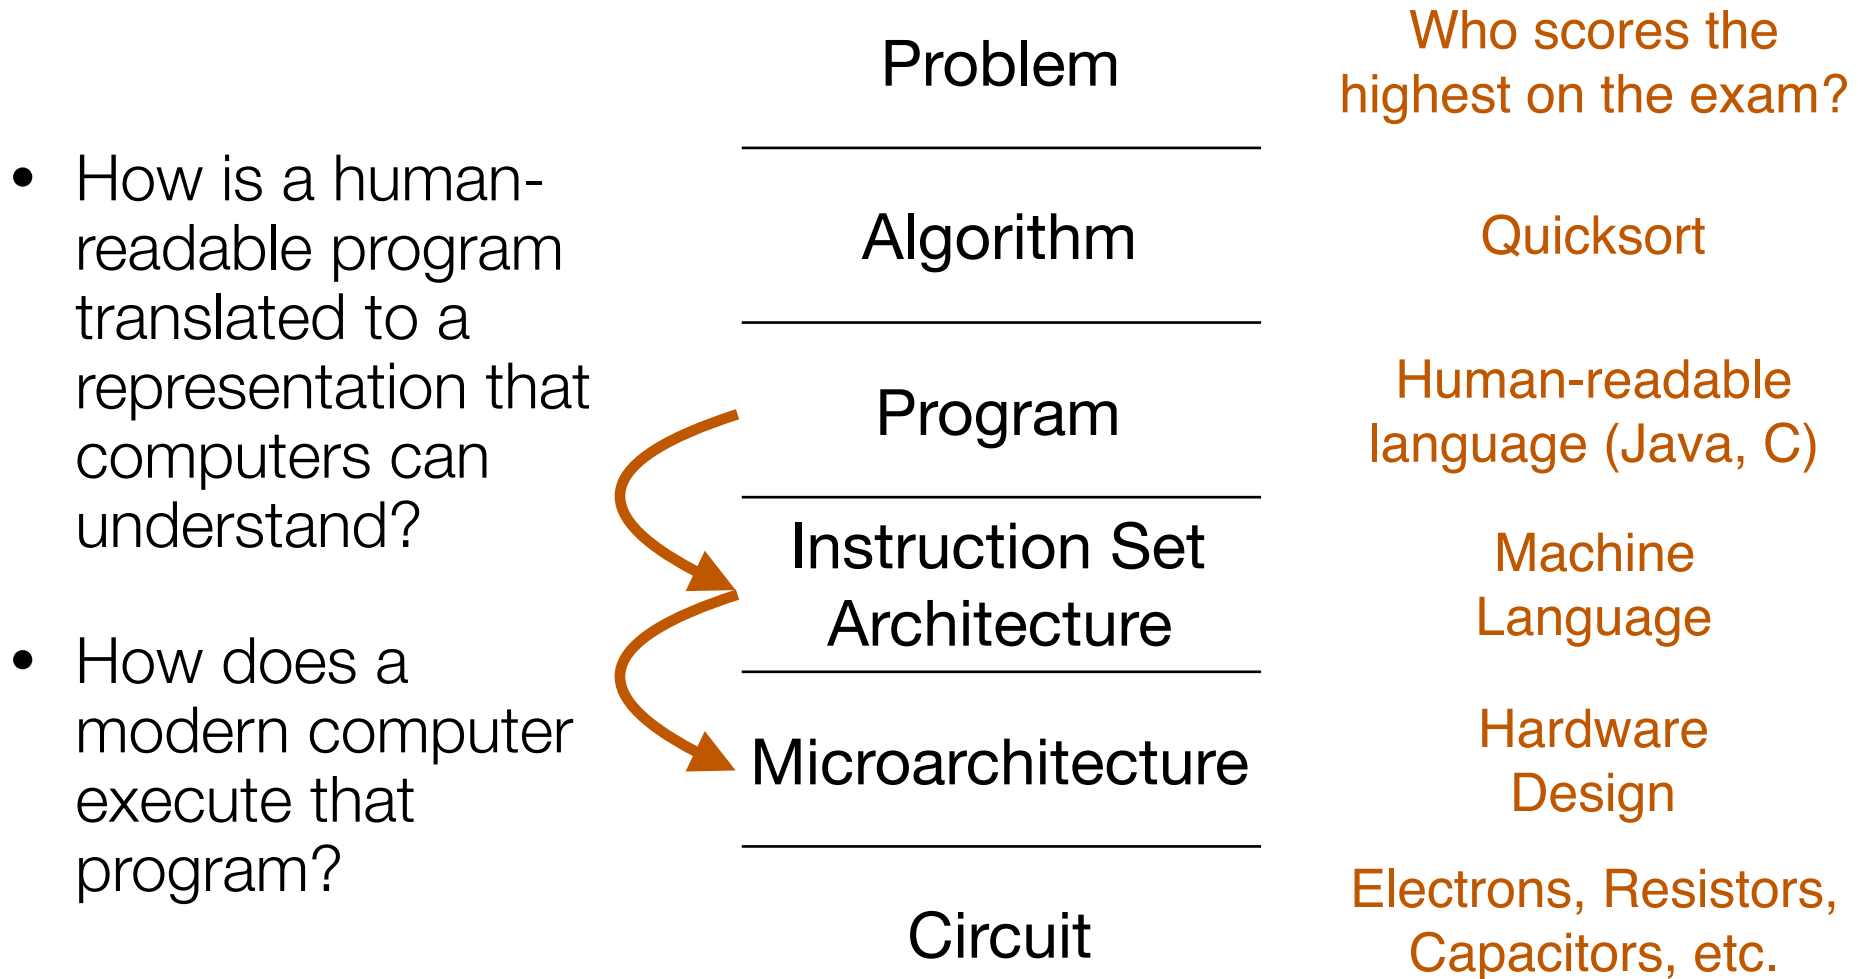 • How is a human-
readable program
translated to a
representation that
computers can
understand?
• How does a
modern computer
execute that
program?
Problem
Who scores the
highest on the exam?
Algorithm
Quicksort
Program
Human-readable
language (Java, C)
Instruction Set
Architecture
Machine
Language
Microarchitecture
Hardware
Design
Circuit
Electrons, Resistors,
Capacitors, etc.